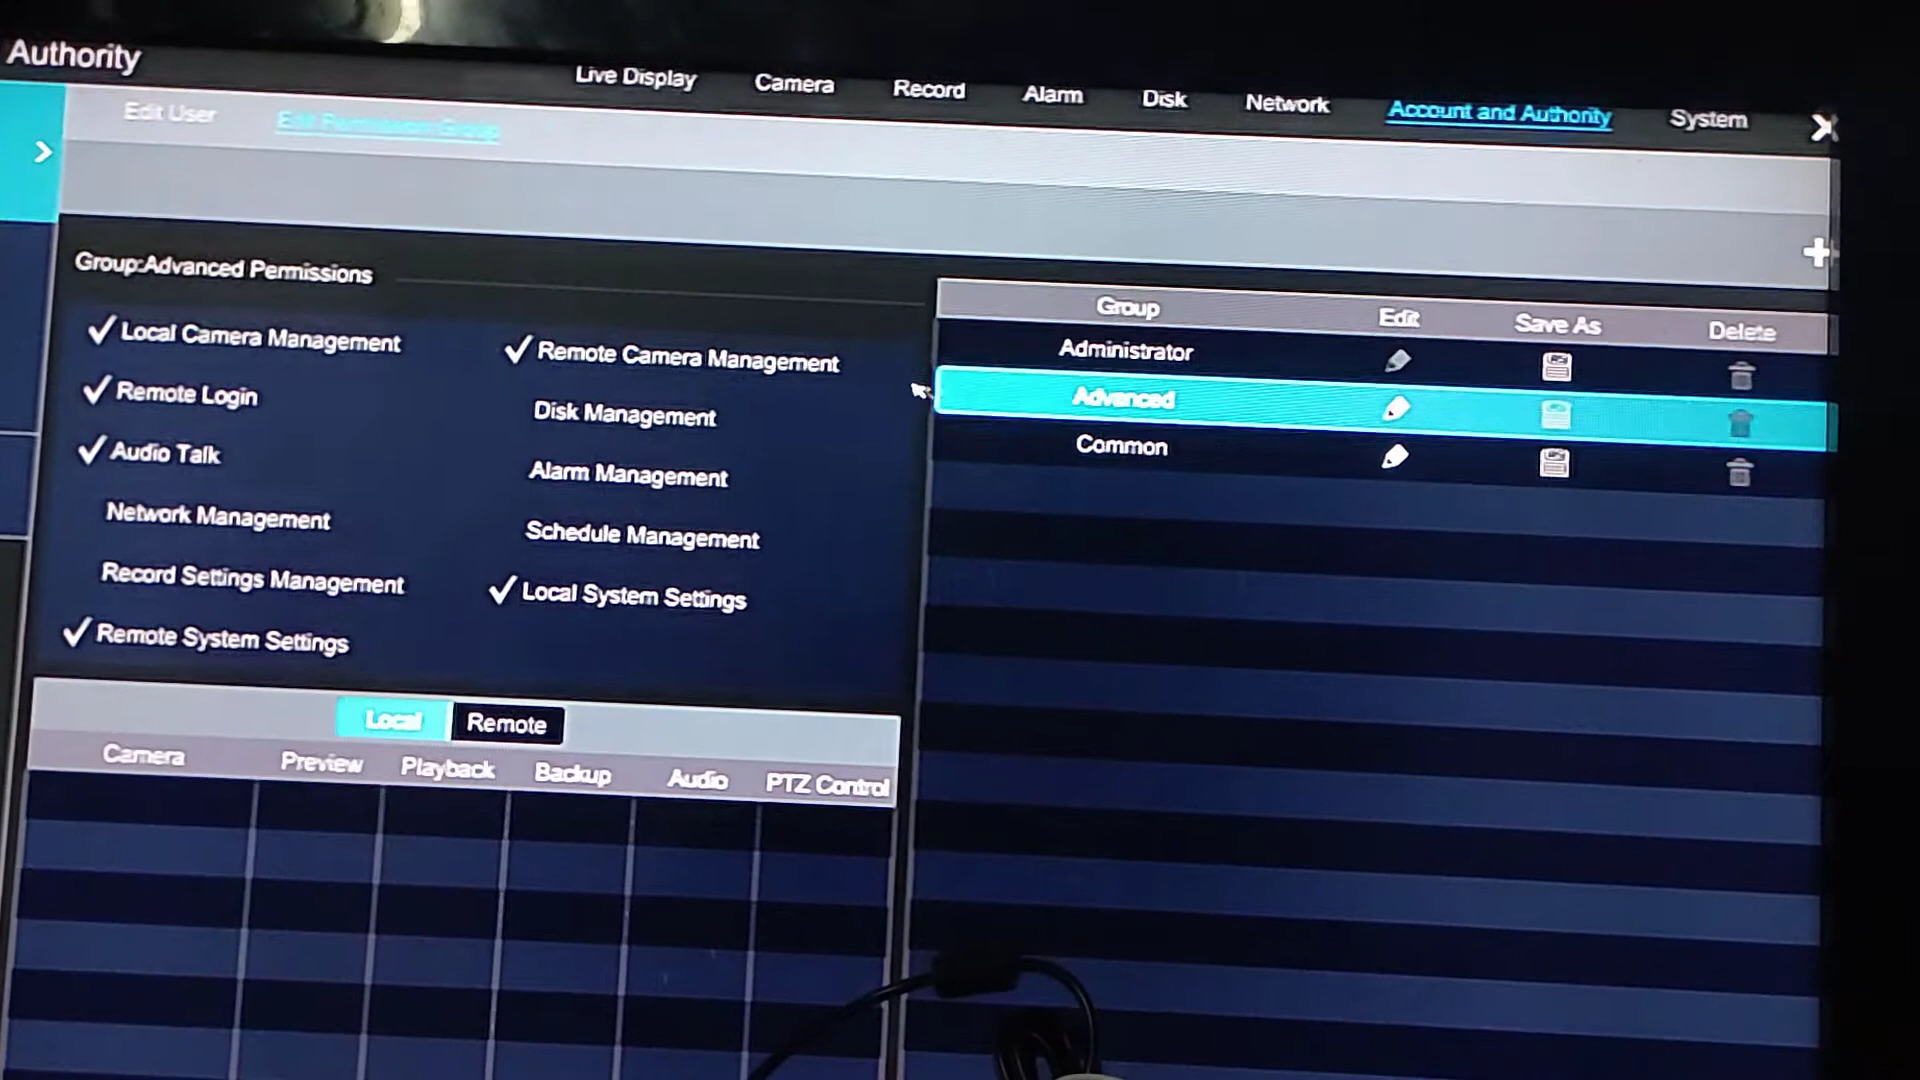 Authority
Live Display Camera Record Alarm Disk Network Account and Authority System
Edit User Edit Permission Group
Group:Advanced Permissions
Local Camera Management Remote Camera Management
Remote Login Disk Management
Audio Talk Alarm Management
Network Management Schedule Management
Record Settings Management Local System Settings
Remote System Settings
Group Edit Save As Delete
Administrator
Advanced
Common
Local Remote
Camera Preview Playback Backup Audio PTZ Control